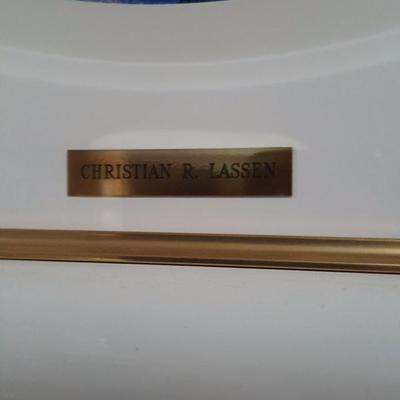 CHRISTIAN R. LASSEN